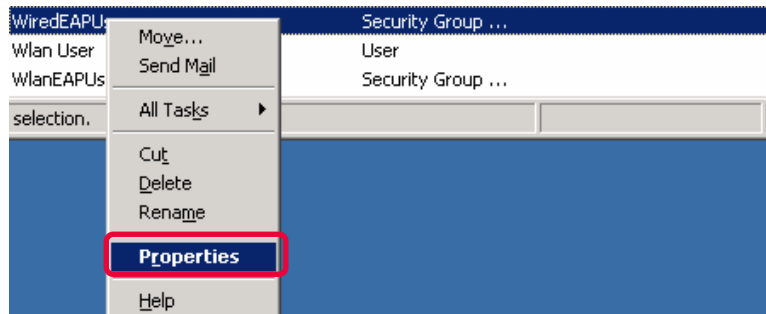 WiredEAPUs Security Group ...
Wlan User User
WlanEAPUs Security Group ...
selection.
Move...
Send Mail
All Tasks
Cut
Delete
Rename
Properties
Help